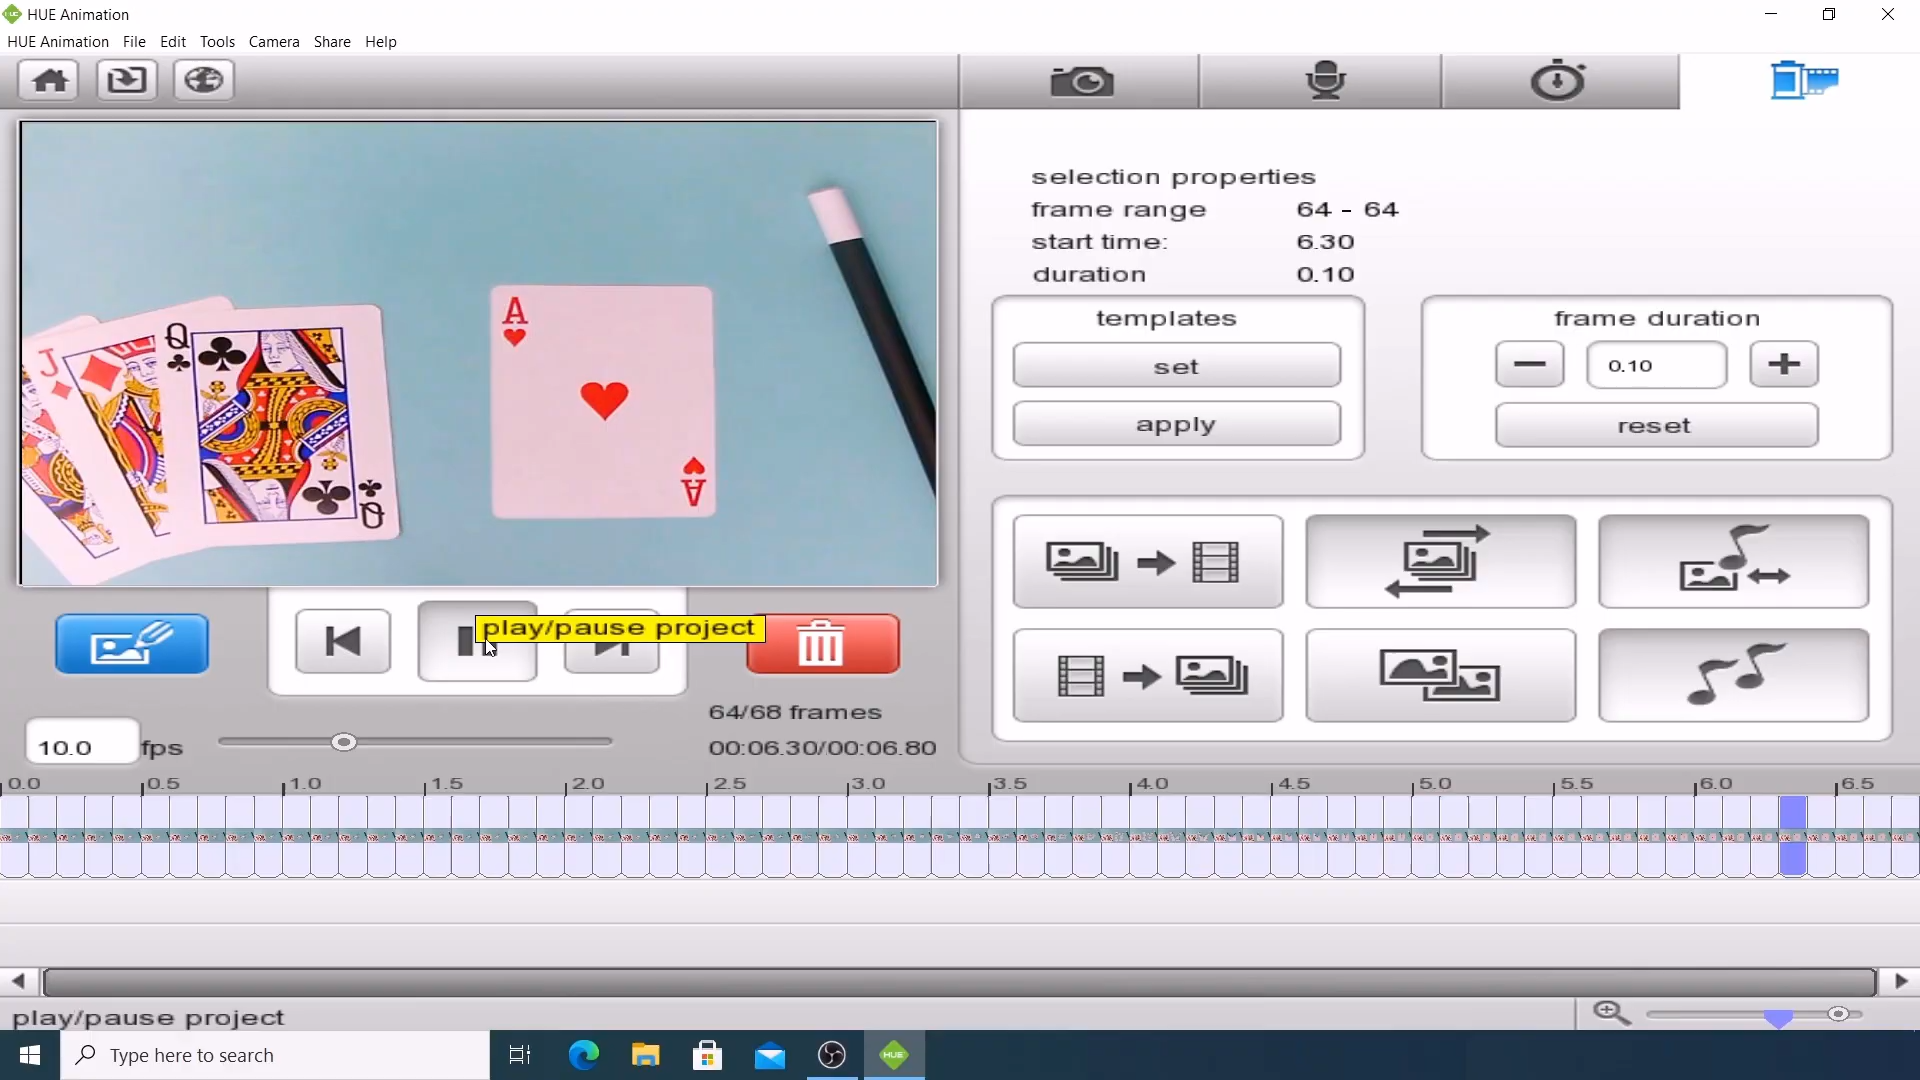 HUE Animation
HUE Animation File Edit Tools Camera Share Help
selection properties
frame range 64 - 64
start time: 6.30
duration 0.10
templates
set
apply
frame duration
0.10
reset
A
A
J
Q
Q
play/pause project
64/68 frames
10.0 fps
00:06.30/00:06.80
0.0 0.5 1.0 1.5 2.0 2.5 3.0 3.5 4.0 4.5 5.0 5.5 6.0 6.5
play/pause project
Type here to search
HUE